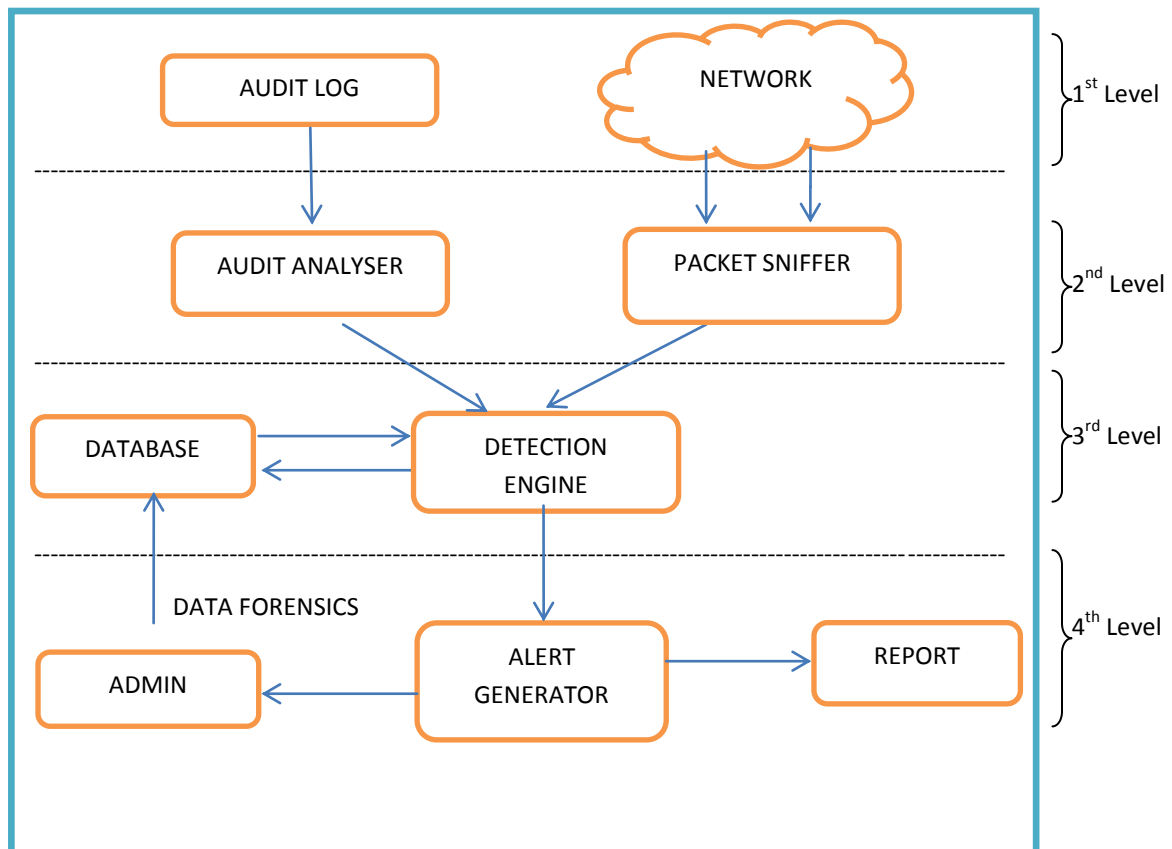 AUDIT LOG
NETWORK
1st Level
AUDIT ANALYSER
PACKET SNIFFER
2nd Level
DATABASE
DETECTION
ENGINE
3rd Level
DATA FORENSICS
ADMIN
ALERT
GENERATOR
REPORT
4th Level